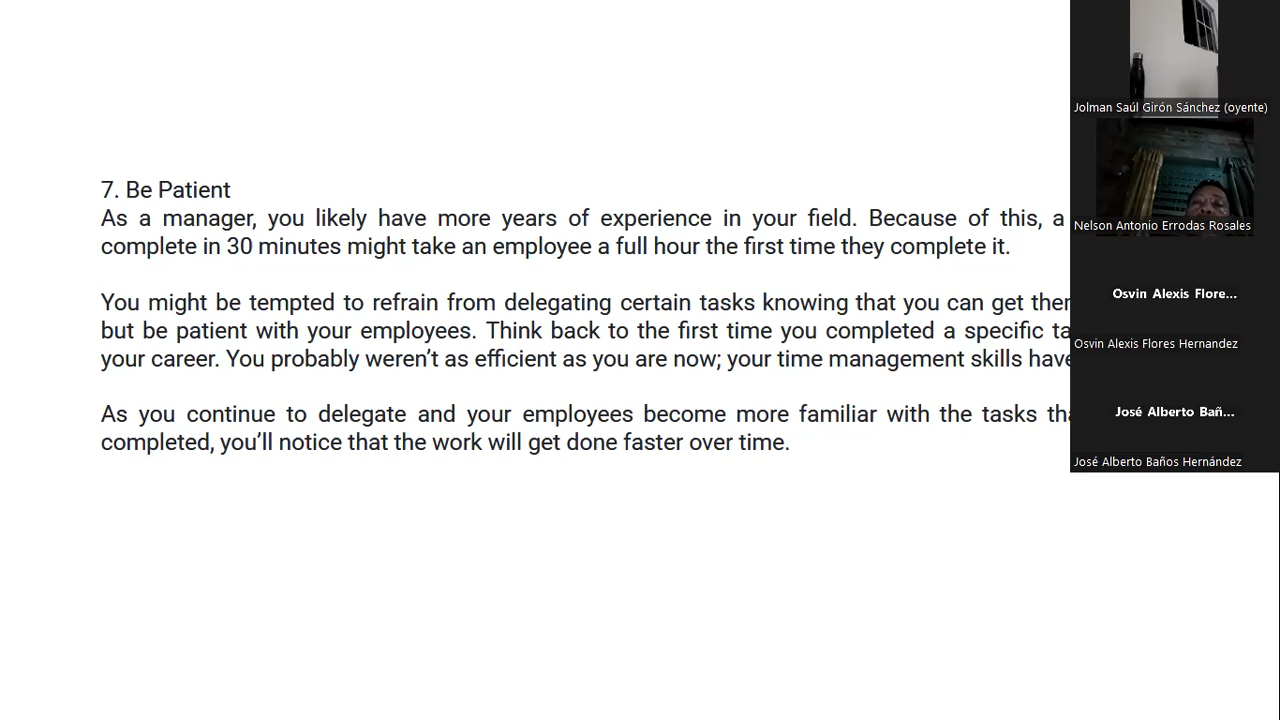 7. Be Patient
As a manager, you likely have more years of experience in your field. Because of this, a
complete in 30 minutes might take an employee a full hour the first time they complete it.
You might be tempted to refrain from delegating certain tasks knowing that you can get
but be patient with your employees. Think back to the first time you completed a specific
your career. You probably weren’t as efficient as you are now; your time management skills have
As you continue to delegate and your employees become more familiar with the tasks
completed, you’ll notice that the work will get done faster over time.
Jolman Saúl Girón Sánchez (oyente)
Nelson Antonio Errodas Rosales
Osvin Alexis Flore...
Osvin Alexis Flores Hernandez
José Alberto Bañ...
José Alberto Baños Hernández